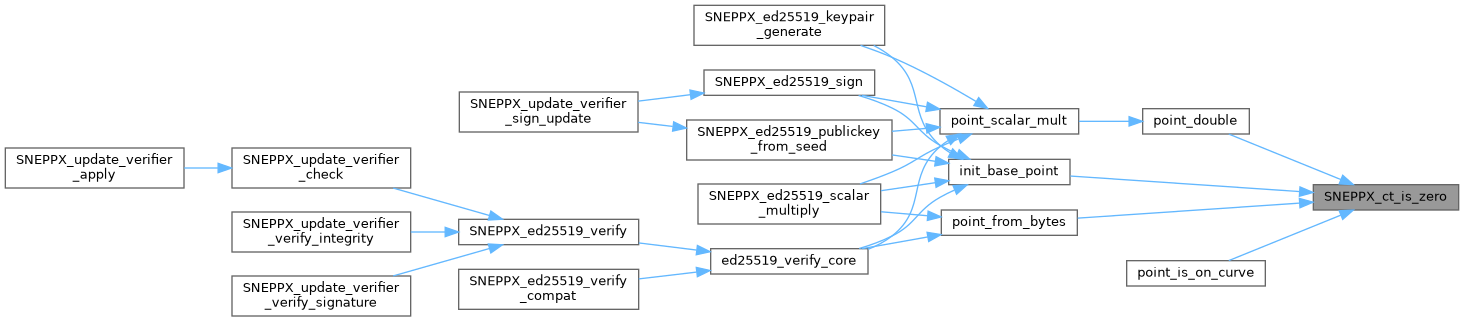 SNEPPX_ed25519_keypair
_generate
SNEPPX_ed25519_sign
SNEPPX_update_verifier
_sign_update
point_scalar_mult
point_double
SNEPPX_ed25519_publickey
_from_seed
SNEPPX_update_verifier
_apply
SNEPPX_update_verifier
_check
init_base_point
SNEPPX_ct_is_zero
SNEPPX_ed25519_scalar
_multiply
SNEPPX_update_verifier
_verify_integrity
SNEPPX_ed25519_verify
point_from_bytes
ed25519_verify_core
point_is_on_curve
SNEPPX_update_verifier
_verify_signature
SNEPPX_ed25519_verify
_compat